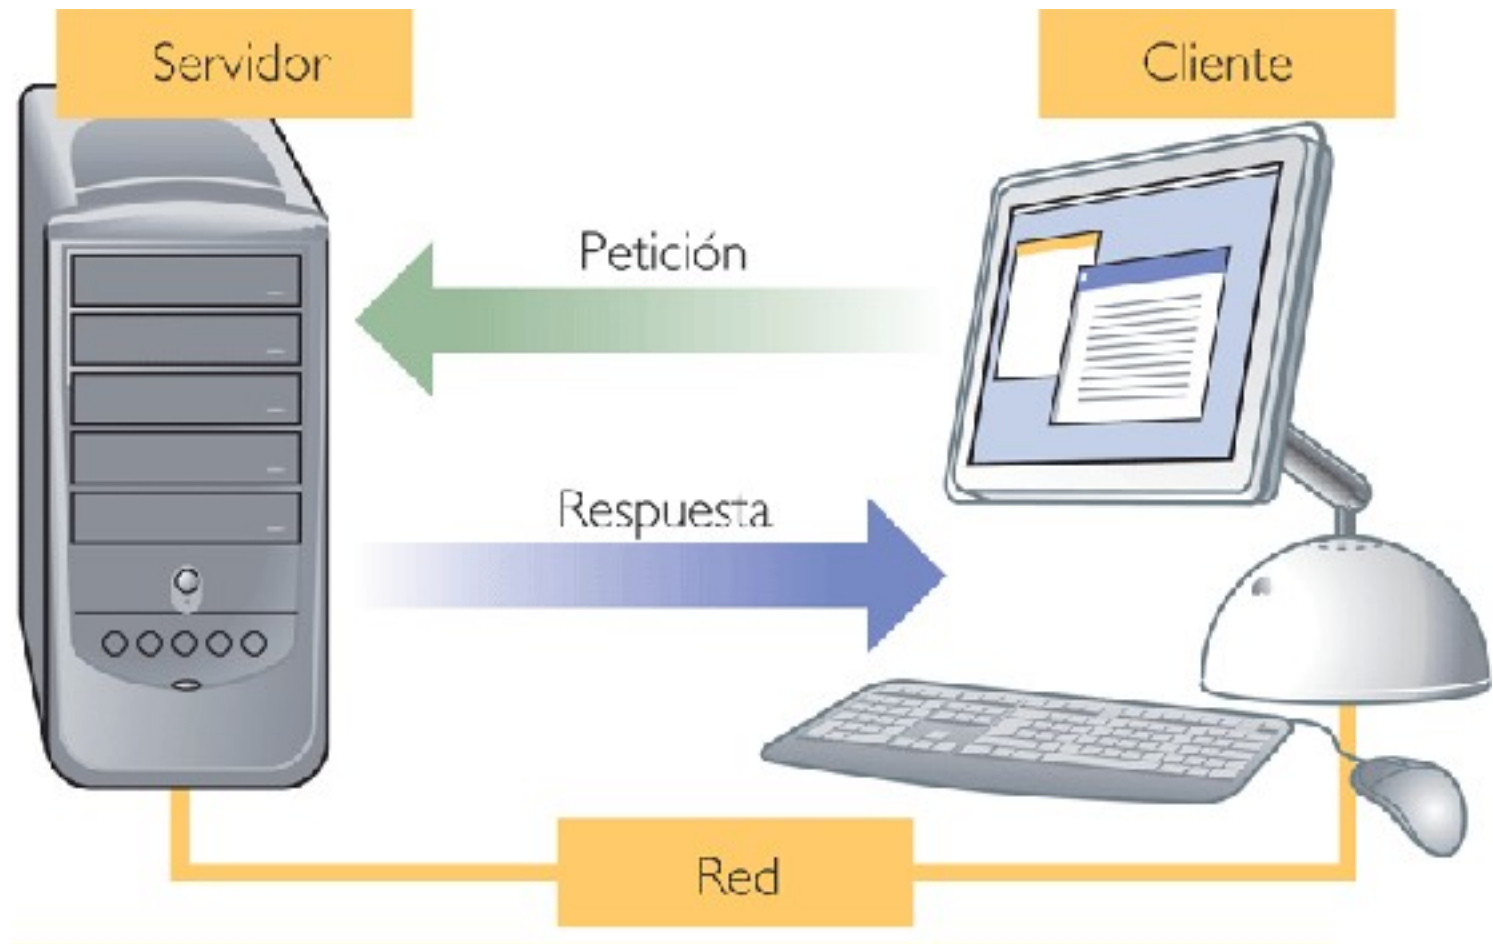 Servidor
Cliente
Petición
Respuesta
Red